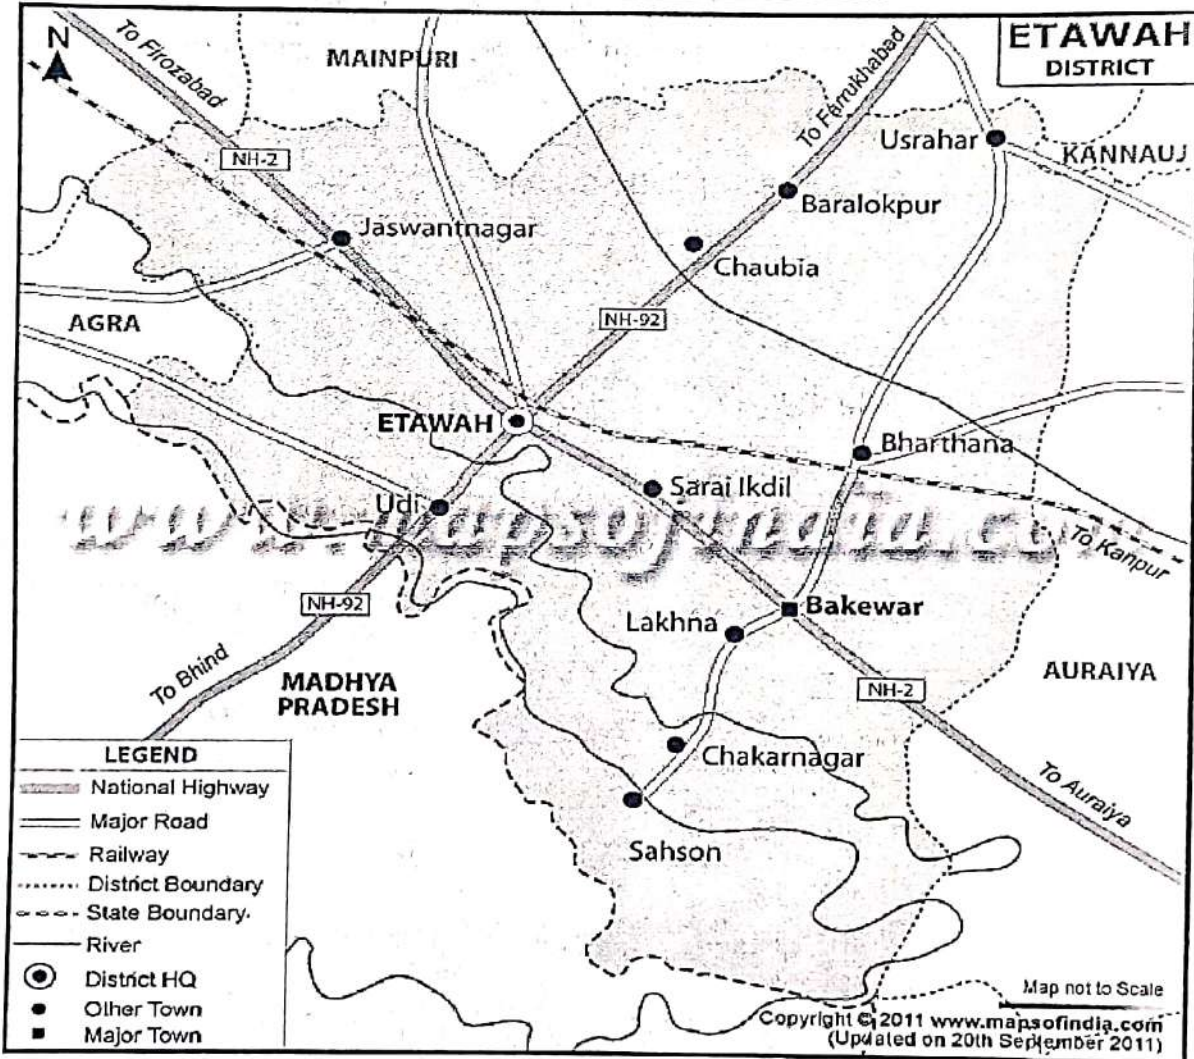 N
To Firozabad
MAINPURI
To Farrukhabad
ETAWAH
DISTRICT
Usrahar
KANNAUJ
NH-2
Baralokpur
Jaswantnagar
Chaubia
AGRA
NH-92
ETAWAH
Bharthana
Sarai Ikdil
Udi
www.mapsofindia.com
To Kanpur
NH-92
Bakewar
Lakhna
To Bhind
MADHYA
PRADESH
AURAIYA
NH-2
Chakarnagar
To Auraiya
Sahson
LEGEND
National Highway
Major Road
Railway
District Boundary
State Boundary
River
District HQ
Other Town
Major Town
Map not to Scale
Copyright © 2011 www.mapsofindia.com
(Updated on 20th September 2011)